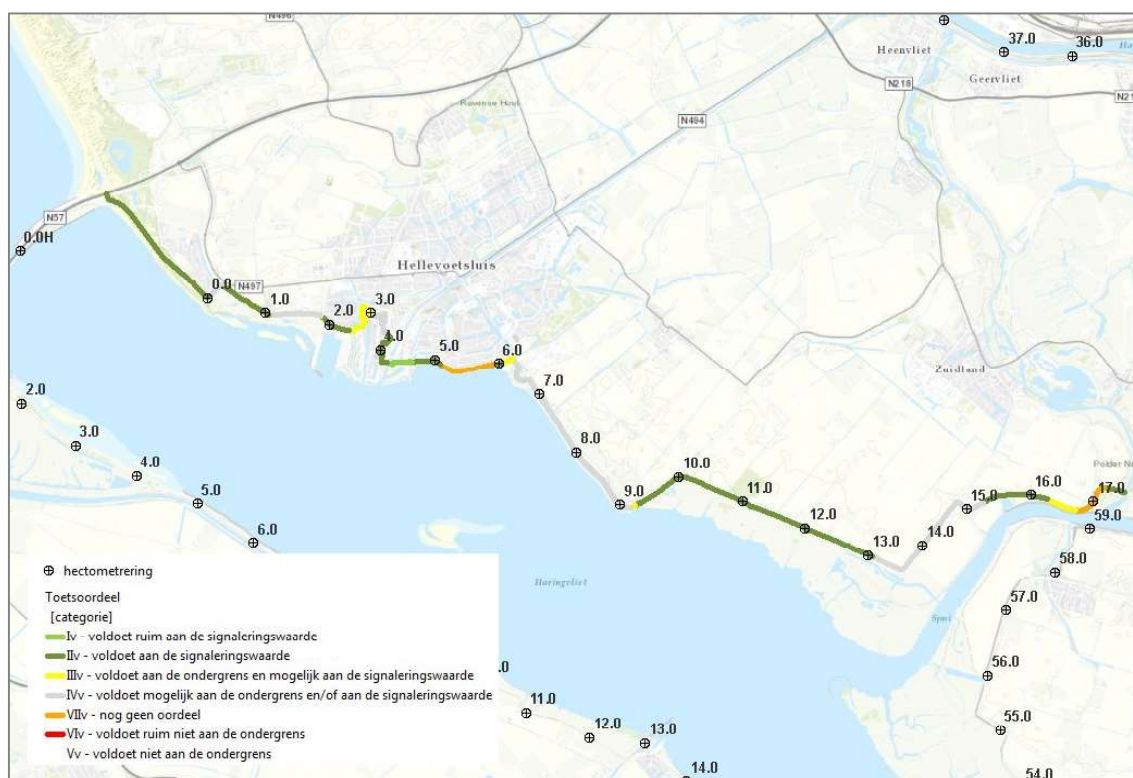 N496
37.0
36.0
Heenvliet
Geervliet
N218
N494
N57
0.0H
0.0
N497
1.0
Hellevoetsluis
2.0
3.0
4.0
5.0
6.0
7.0
8.0
9.0
10.0
11.0
12.0
13.0
14.0
15.0
16.0
17.0
Zuidland
59.0
58.0
57.0
56.0
55.0
54.0
Spui
Haringvliet
2.0
3.0
4.0
5.0
6.0
11.0
12.0
13.0
14.0
hectometrering
Toetsoordeel
[categorie]
Iv - voldoet ruim aan de signaleringswaarde
IIv - voldoet aan de signaleringswaarde
IIIv - voldoet aan de ondergrens en mogelijk aan de signaleringswaarde
IVv - voldoet mogelijk aan de ondergrens en/of aan de signaleringswaarde
VIIv - nog geen oordeel
VIv - voldoet ruim niet aan de ondergrens
Vv - voldoet niet aan de ondergrens